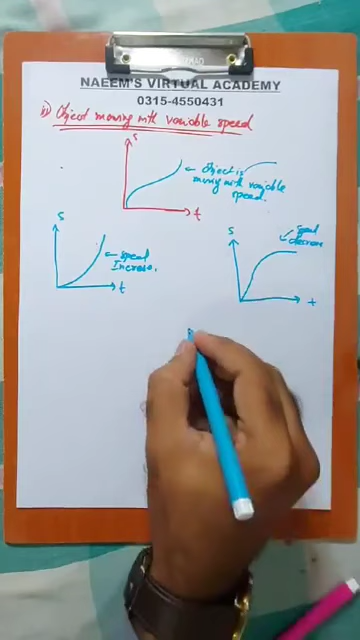 NAEEM'S VIRTUAL ACADEMY
0315-4550431
Object moving with variable speed
S
← Object is
moving with variable
speed.
t
S
← speed
Increase.
t
S
speed
decrease
t